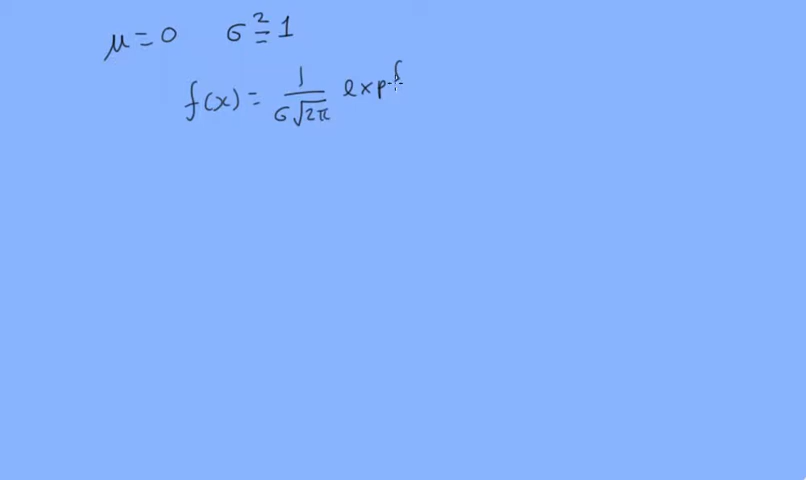 μ = 0 σ² = 1
f(x) = 1/(σ√2π) exp{